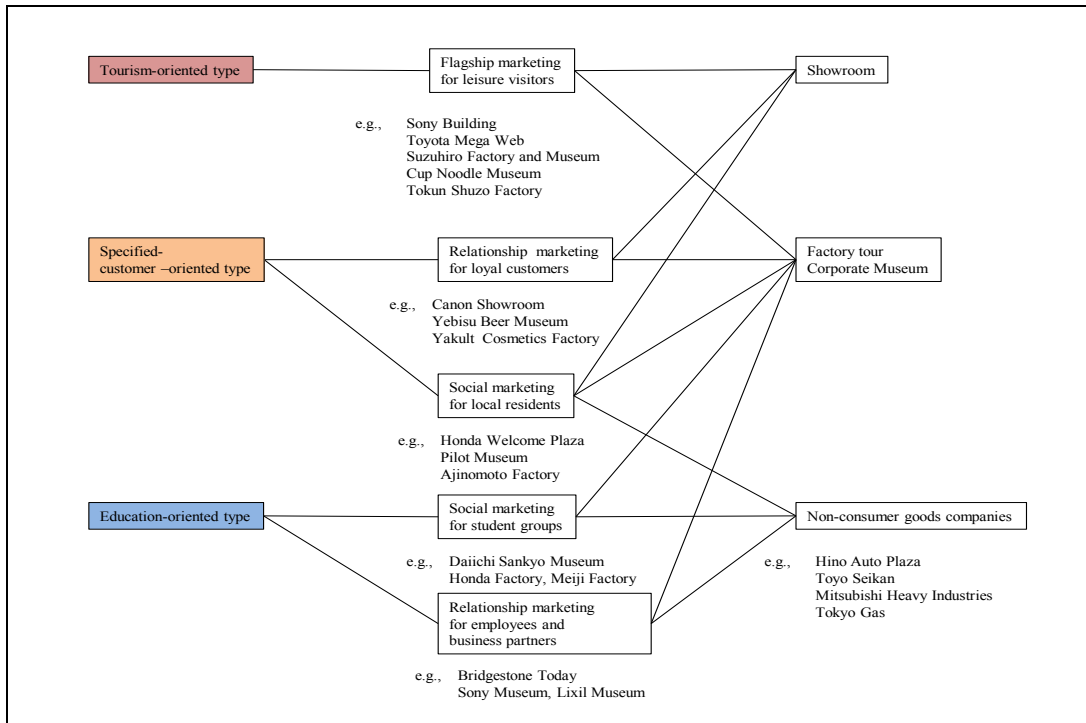 Tourism-oriented type
Flagship marketing
for leisure visitors
Showroom
e.g., Sony Building
Toyota Mega Web
Suzuhiro Factory and Museum
Cup Noodle Museum
Tokun Shuzo Factory
Specified-
customer –oriented type
Relationship marketing
for loyal customers
Factory tour
Corporate Museum
e.g., Canon Showroom
Yebisu Beer Museum
Yakult Cosmetics Factory
Social marketing
for local residents
e.g., Honda Welcome Plaza
Pilot Museum
Ajinomoto Factory
Education-oriented type
Social marketing
for student groups
Non-consumer goods companies
e.g., Daiichi Sankyo Museum
Honda Factory, Meiji Factory
e.g., Hino Auto Plaza
Toyo Seikan
Mitsubishi Heavy Industries
Tokyo Gas
Relationship marketing
for employees and
business partners
e.g., Bridgestone Today
Sony Museum, Lixil Museum